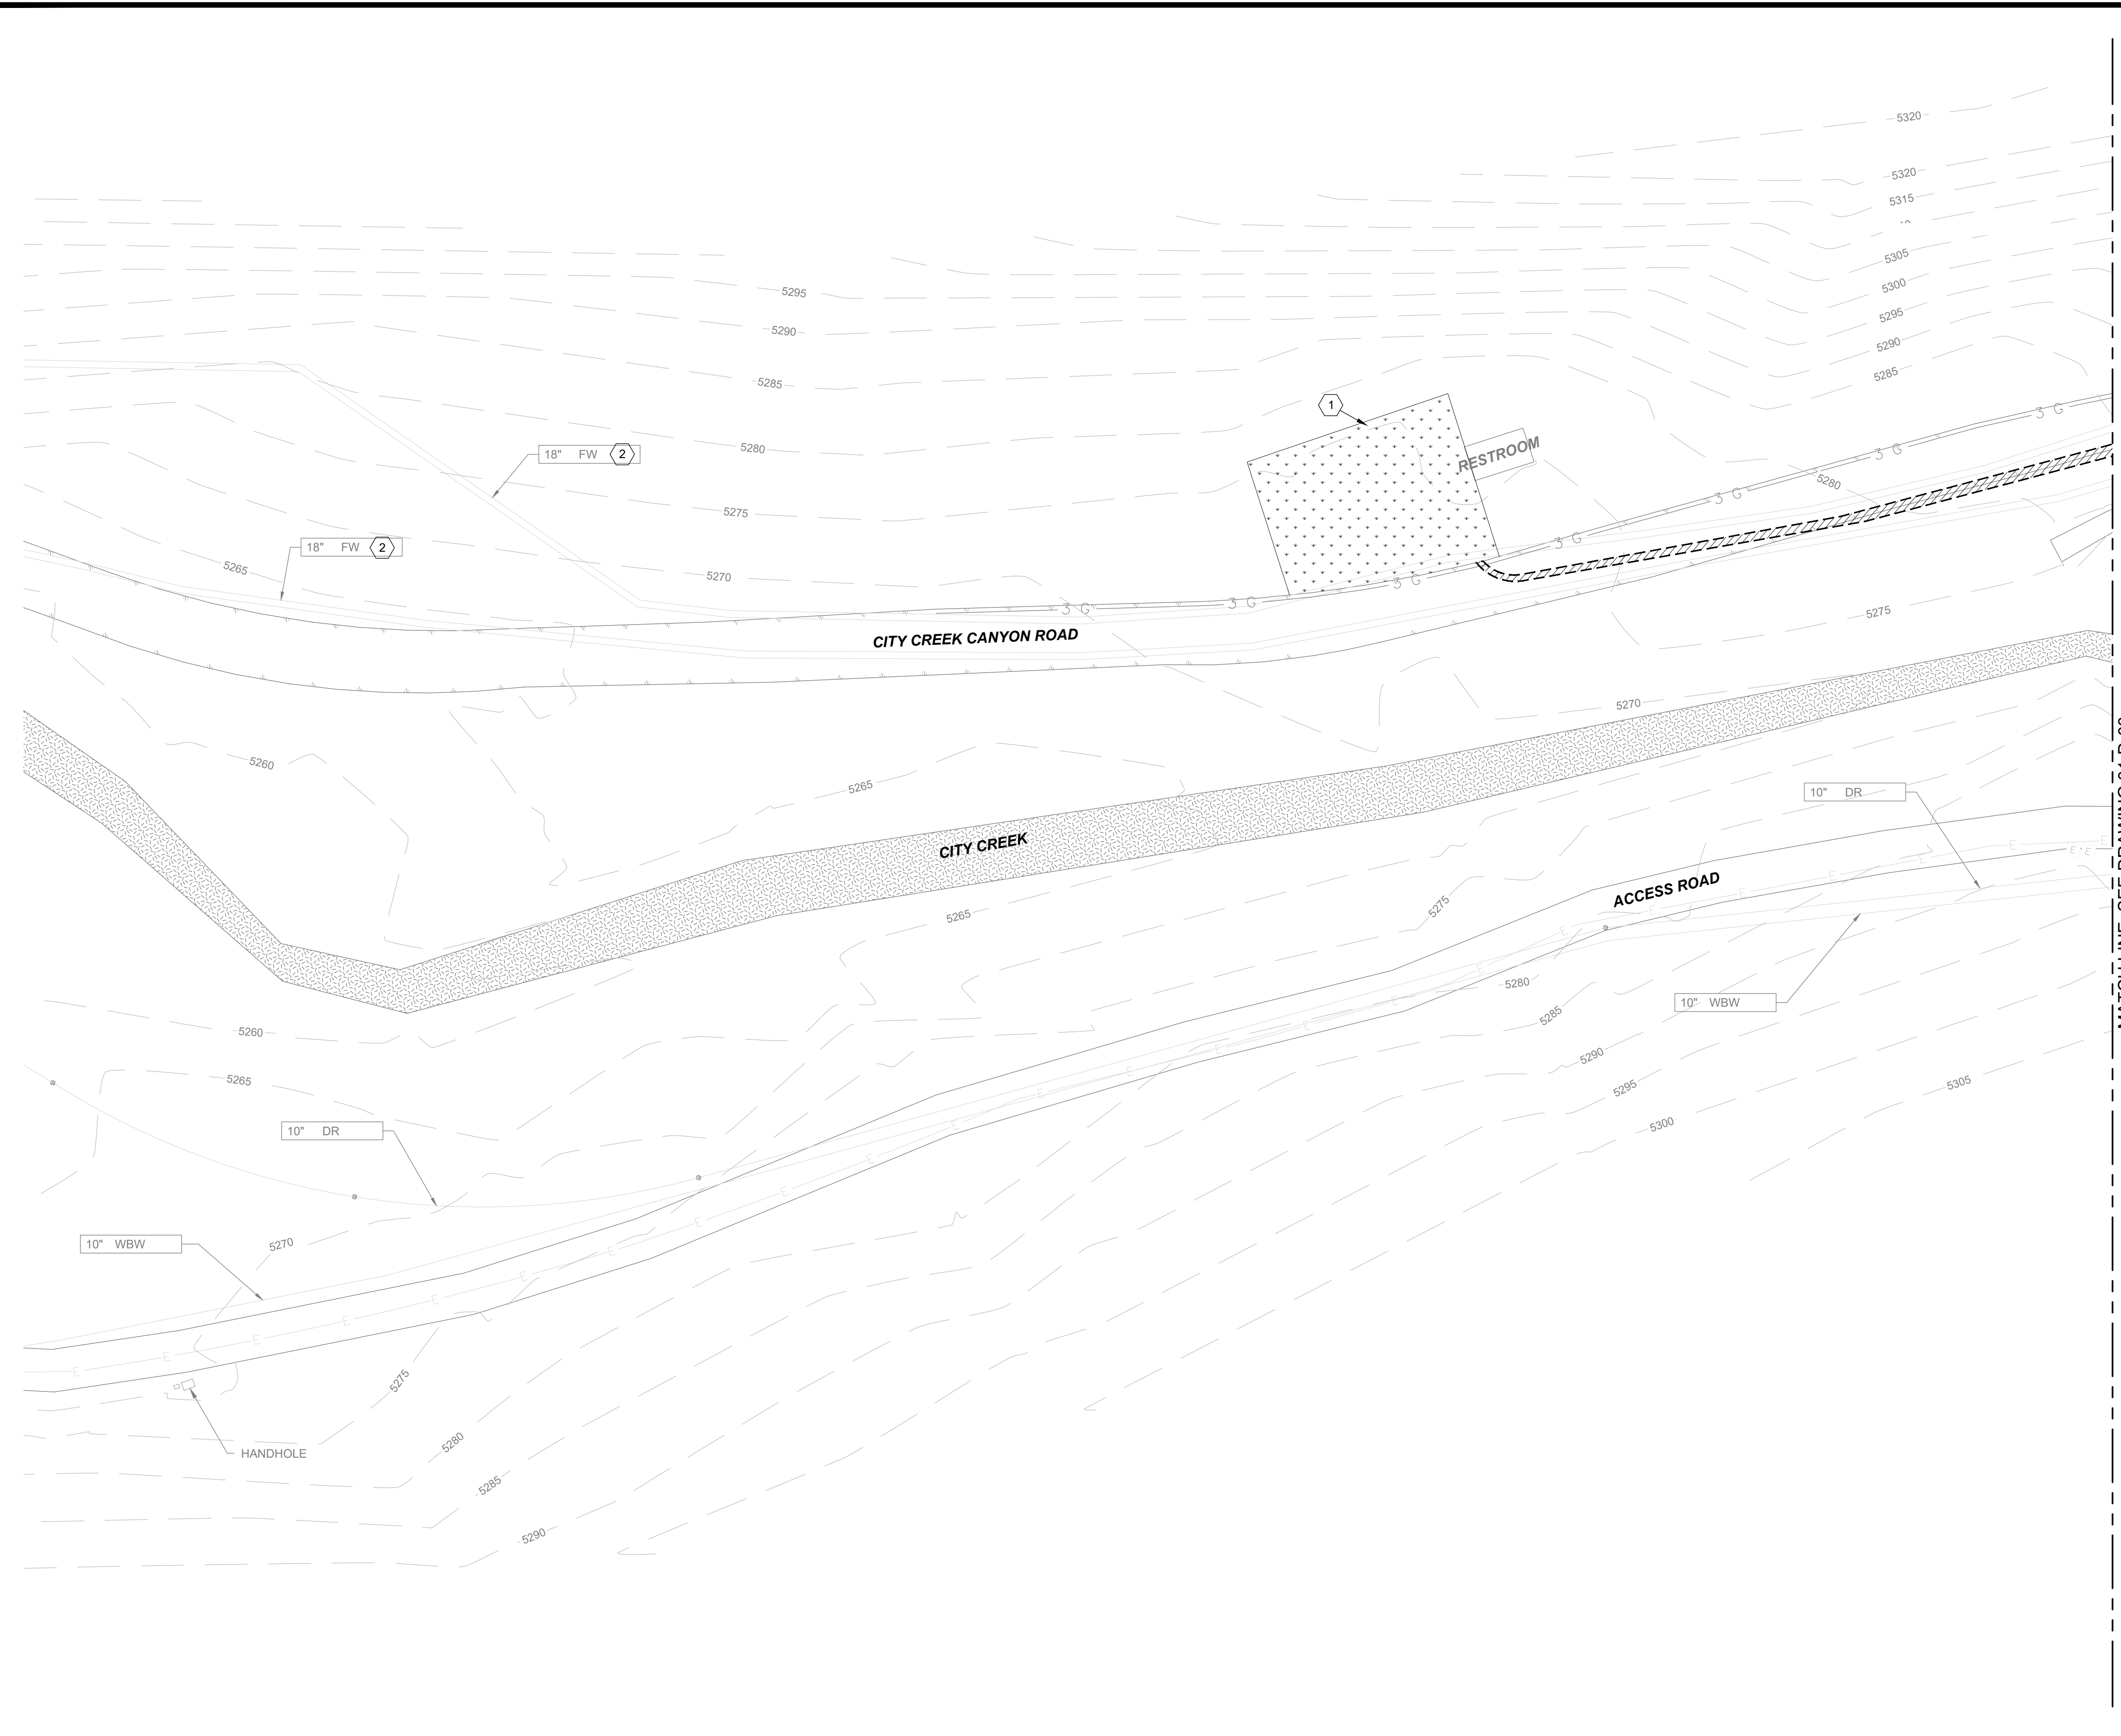 5320
5320
5315
5305
5300
5295
5295
5290
5290
5285
5285
1
18" FW 2
5280
RESTROOM
3 G
3 G
3 G
5280
5275
18" FW 2
5265
5270
3 G
3 G
3 G
3 G
5275
CITY CREEK CANYON ROAD
5270
5260
5265
10" DR
CITY CREEK
E
E
E E
E
E
ACCESS ROAD
E
E
5275
5265
E
E
5280
10" WBW
E
5285
E
5260
E
5290
5265
E
5295
5305
E
5300
10" DR
E
E
E
10" WBW
5270
E
E
E
E
E
E
E
E
5275
HANDHOLE
5280
5285
5290